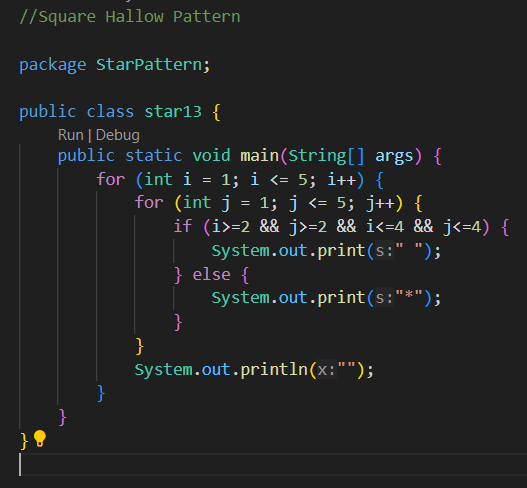 //Square Hallow Pattern
package StarPattern;
public class star13 {
Run | Debug
public static void main(String[] args) {
for (int i = 1; i <= 5; i++) {
for (int j = 1; j <= 5; j++) {
if (i>=2 && j>=2 && i<=4 && j<=4) {
System.out.print(s:" ");
} else {
System.out.print(s:"*");
}
}
System.out.println(x:"");
}
}
}